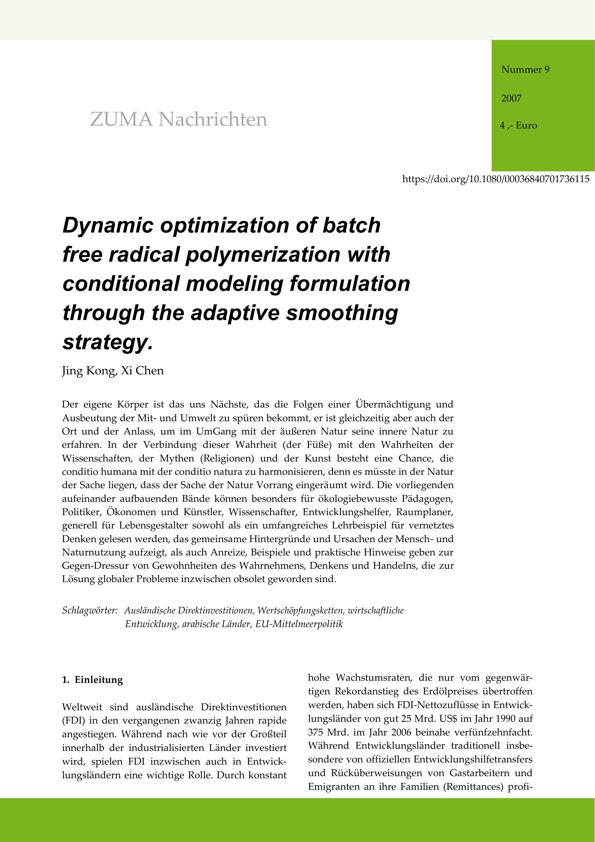 Nummer 9
2007
4 ,- Euro
ZUMA Nachrichten
https://doi.org/10.1080/00036840701736115
Dynamic optimization of batch
free radical polymerization with
conditional modeling formulation
through the adaptive smoothing
strategy.
Jing Kong, Xi Chen
Der eigene Körper ist das uns Nächste, das die Folgen einer Übermächtigung und
Ausbeutung der Mit- und Umwelt zu spüren bekommt, er ist gleichzeitig aber auch der
Ort und der Anlass, um im UmGang mit der äußeren Natur seine innere Natur zu
erfahren. In der Verbindung dieser Wahrheit (der Füße) mit den Wahrheiten der
Wissenschaften, der Mythen (Religionen) und der Kunst besteht eine Chance, die
conditio humana mit der conditio natura zu harmonisieren, denn es müsste in der Natur
der Sache liegen, dass der Sache der Natur Vorrang eingeräumt wird. Die vorliegenden
aufeinander aufbauenden Bände können besonders für ökologiebewusste Pädagogen,
Politiker, Ökonomen und Künstler, Wissenschafter, Entwicklungshelfer, Raumplaner,
generell für Lebensgestalter sowohl als ein umfangreiches Lehrbeispiel für vernetztes
Denken gelesen werden, das gemeinsame Hintergründe und Ursachen der Mensch- und
Naturnutzung aufzeigt, als auch Anreize, Beispiele und praktische Hinweise geben zur
Gegen-Dressur von Gewohnheiten des Wahrnehmens, Denkens und Handelns, die zur
Lösung globaler Probleme inzwischen obsolet geworden sind.
Schlagwörter: Ausländische Direktinvestitionen, Wertschöpfungsketten, wirtschaftliche
Entwicklung, arabische Länder, EU-Mittelmeerpolitik
1. Einleitung
Weltweit sind ausländische Direktinvestitionen
(FDI) in den vergangenen zwanzig Jahren rapide
angestiegen. Während nach wie vor der Großteil
innerhalb der industrialisierten Länder investiert
wird, spielen FDI inzwischen auch in Entwick-
lungsländern eine wichtige Rolle. Durch konstant
hohe Wachstumsraten, die nur vom gegenwär-
tigen Rekordanstieg des Erdölpreises übertroffen
werden, haben sich FDI-Nettozuflüsse in Entwick-
lungsländer von gut 25 Mrd. US$ im Jahr 1990 auf
375 Mrd. im Jahr 2006 beinahe verfünfzehnfacht.
Während Entwicklungsländer traditionell insbe-
sondere von offiziellen Entwicklungshilfetransfers
und Rücküberweisungen von Gastarbeitern und
Emigranten an ihre Familien (Remittances) profi-